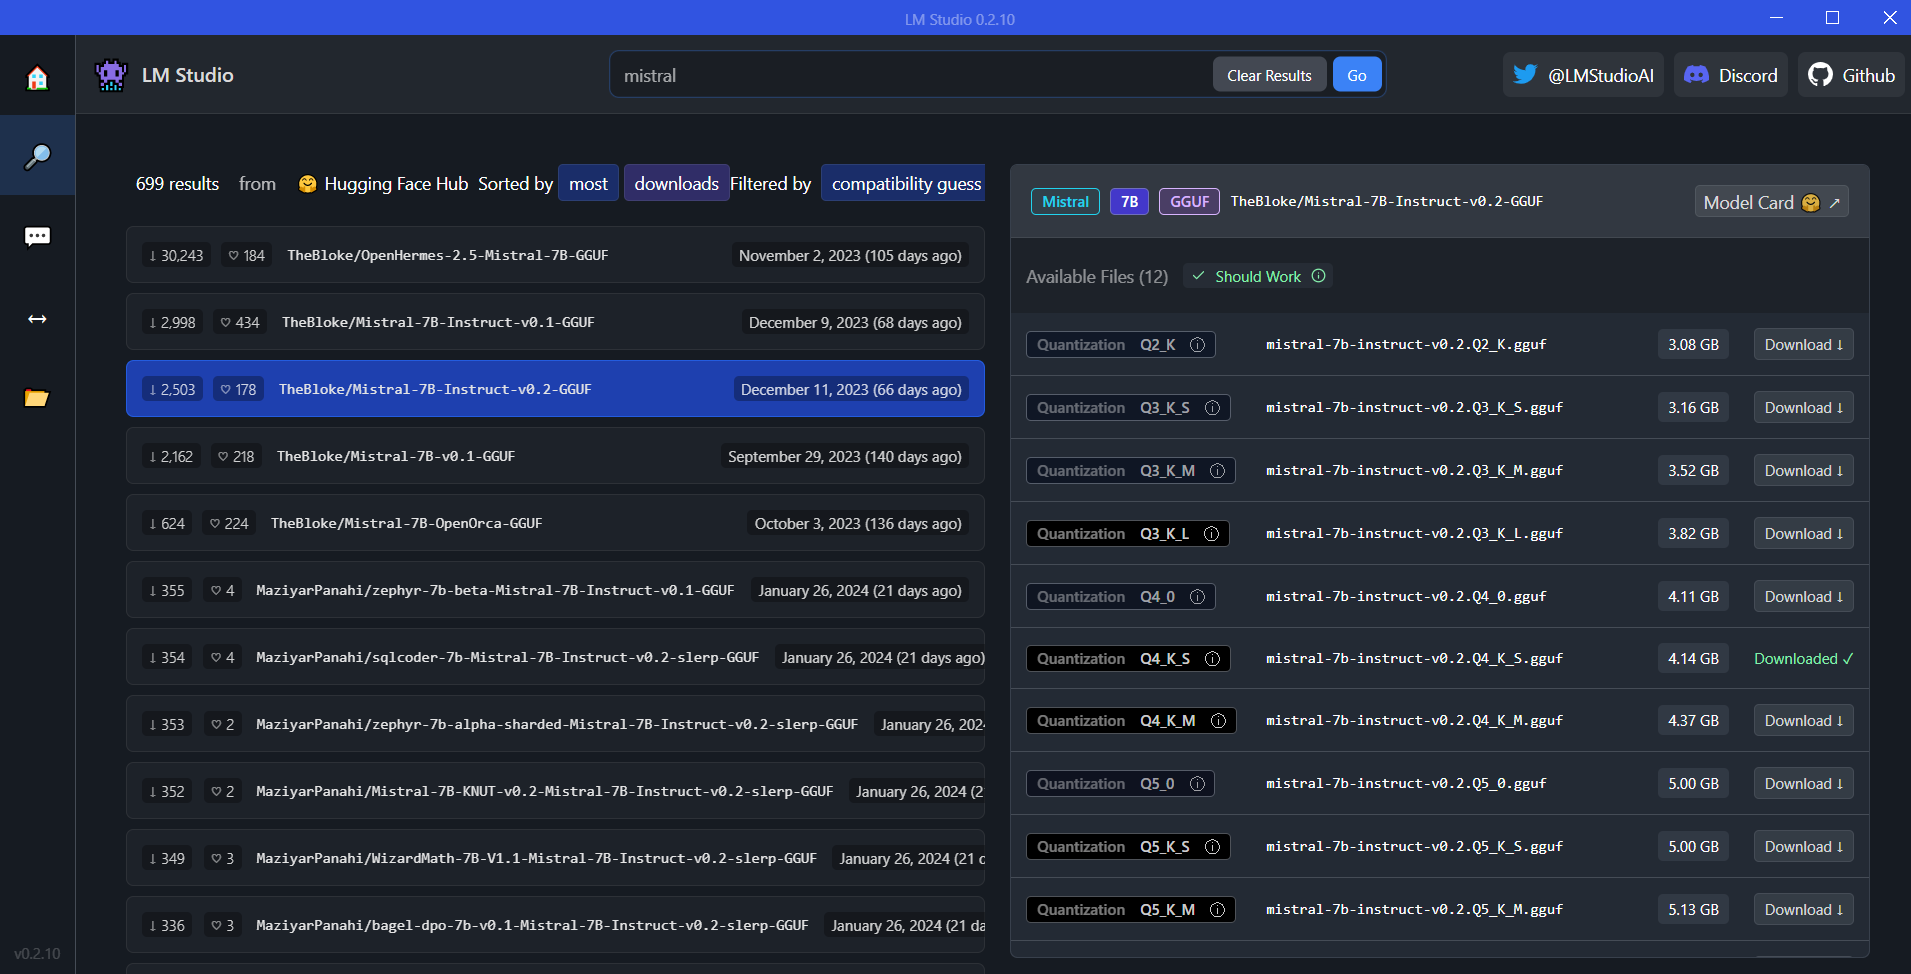 LM Studio 0.2.10
LM Studio
mistral
Clear Results
Go
@LMStudioAI
Discord
Github
699 results from 🤗 Hugging Face Hub Sorted by most downloads Filtered by compatibility guess
↓ 30,243 ♡ 184 TheBloke/OpenHermes-2.5-Mistral-7B-GGUF November 2, 2023 (105 days ago)
↓ 2,998 ♡ 434 TheBloke/Mistral-7B-Instruct-v0.1-GGUF December 9, 2023 (68 days ago)
↓ 2,503 ♡ 178 TheBloke/Mistral-7B-Instruct-v0.2-GGUF December 11, 2023 (66 days ago)
↓ 2,162 ♡ 218 TheBloke/Mistral-7B-v0.1-GGUF September 29, 2023 (140 days ago)
↓ 624 ♡ 224 TheBloke/Mistral-7B-OpenOrca-GGUF October 3, 2023 (136 days ago)
↓ 355 ♡ 4 MaziyarPanahi/zephyr-7b-beta-Mistral-7B-Instruct-v0.1-GGUF January 26, 2024 (21 days ago)
↓ 354 ♡ 4 MaziyarPanahi/sqlcoder-7b-Mistral-7B-Instruct-v0.2-slerp-GGUF January 26, 2024 (21 days ago)
↓ 353 ♡ 2 MaziyarPanahi/zephyr-7b-alpha-sharded-Mistral-7B-Instruct-v0.2-slerp-GGUF January 26, 202
↓ 352 ♡ 2 MaziyarPanahi/Mistral-7B-KNUT-v0.2-Mistral-7B-Instruct-v0.2-slerp-GGUF January 26, 2024 (2
↓ 349 ♡ 3 MaziyarPanahi/WizardMath-7B-V1.1-Mistral-7B-Instruct-v0.2-slerp-GGUF January 26, 2024 (21 d
↓ 336 ♡ 3 MaziyarPanahi/bagel-dpo-7b-v0.1-Mistral-7B-Instruct-v0.2-slerp-GGUF January 26, 2024 (21 da
v0.2.10
Mistral 7B GGUF TheBloke/Mistral-7B-Instruct-v0.2-GGUF Model Card 🤗 ↗
Available Files (12) ✓ Should Work
Quantization Q2_K mistral-7b-instruct-v0.2.Q2_K.gguf 3.08 GB Download ↓
Quantization Q3_K_S mistral-7b-instruct-v0.2.Q3_K_S.gguf 3.16 GB Download ↓
Quantization Q3_K_M mistral-7b-instruct-v0.2.Q3_K_M.gguf 3.52 GB Download ↓
Quantization Q3_K_L mistral-7b-instruct-v0.2.Q3_K_L.gguf 3.82 GB Download ↓
Quantization Q4_0 mistral-7b-instruct-v0.2.Q4_0.gguf 4.11 GB Download ↓
Quantization Q4_K_S mistral-7b-instruct-v0.2.Q4_K_S.gguf 4.14 GB Downloaded ✓
Quantization Q4_K_M mistral-7b-instruct-v0.2.Q4_K_M.gguf 4.37 GB Download ↓
Quantization Q5_0 mistral-7b-instruct-v0.2.Q5_0.gguf 5.00 GB Download ↓
Quantization Q5_K_S mistral-7b-instruct-v0.2.Q5_K_S.gguf 5.00 GB Download ↓
Quantization Q5_K_M mistral-7b-instruct-v0.2.Q5_K_M.gguf 5.13 GB Download ↓